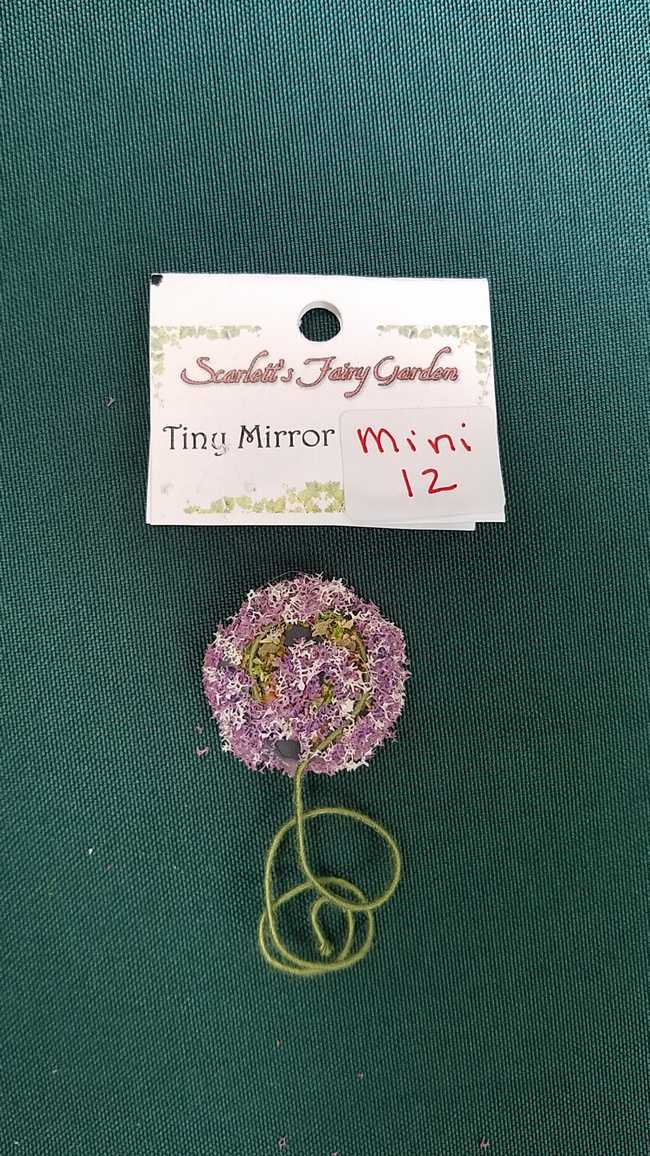 Scarlett's Fairy Garden
Tiny Mirror
mini
12